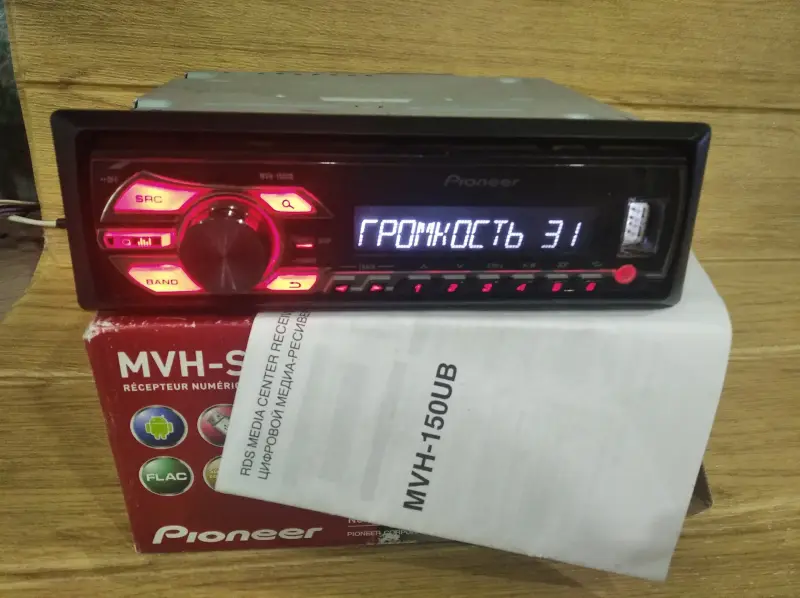 MVH-150UB
Pioneer
SRC
ГРОМКОСТЬ 31
BAND
1 2 3 4 5 6
MVH-S
RÉCEPTEUR NUMÉRI
FLAC
Pioneer
RDS MEDIA CENTER RECEI
ЦИФРОВОЙ МЕДИА-РЕСИВЕ
MVH-150UB